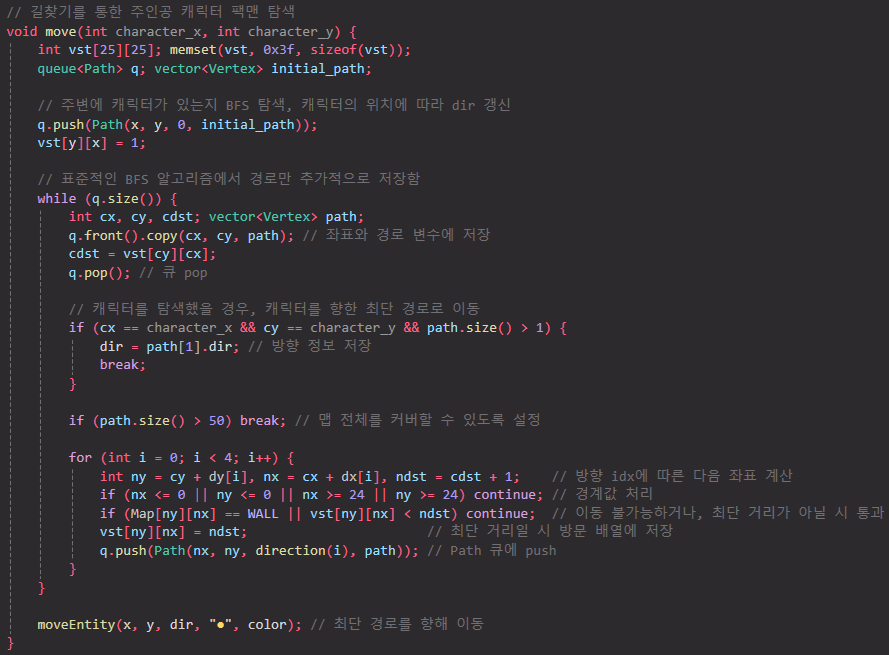 // 길찾기를 통한 주인공 캐릭터 팩맨 탐색
void move(int character_x, int character_y) {
    int vst[25][25]; memset(vst, 0x3f, sizeof(vst));
    queue<Path> q; vector<Vertex> initial_path;

    // 주변에 캐릭터가 있는지 BFS 탐색, 캐릭터의 위치에 따라 dir 갱신
    q.push(Path(x, y, 0, initial_path));
    vst[y][x] = 1;

    // 표준적인 BFS 알고리즘에서 경로만 추가적으로 저장함
    while (q.size()) {
        int cx, cy, cdst; vector<Vertex> path;
        q.front().copy(cx, cy, path); // 좌표와 경로 변수에 저장
        cdst = vst[cy][cx];
        q.pop(); // 큐 pop

        // 캐릭터를 탐색했을 경우, 캐릭터를 향한 최단 경로로 이동
        if (cx == character_x && cy == character_y && path.size() > 1) {
            dir = path[1].dir; // 방향 정보 저장
            break;
        }

        if (path.size() > 50) break; // 맵 전체를 커버할 수 있도록 설정

        for (int i = 0; i < 4; i++) {
            int ny = cy + dy[i], nx = cx + dx[i], ndst = cdst + 1;    // 방향 idx에 따른 다음 좌표 계산
            if (nx <= 0 || ny <= 0 || nx >= 24 || ny >= 24) continue; // 경계값 처리
            if (Map[ny][nx] == WALL || vst[ny][nx] < ndst) continue;  // 이동 불가능하거나, 최단 거리가 아닐 시 통과
            vst[ny][nx] = ndst;                       // 최단 거리일 시 방문 배열에 저장
            q.push(Path(nx, ny, direction(i), path)); // Path 큐에 push
        }
    }

    moveEntity(x, y, dir, "●", color); // 최단 경로를 향해 이동
}